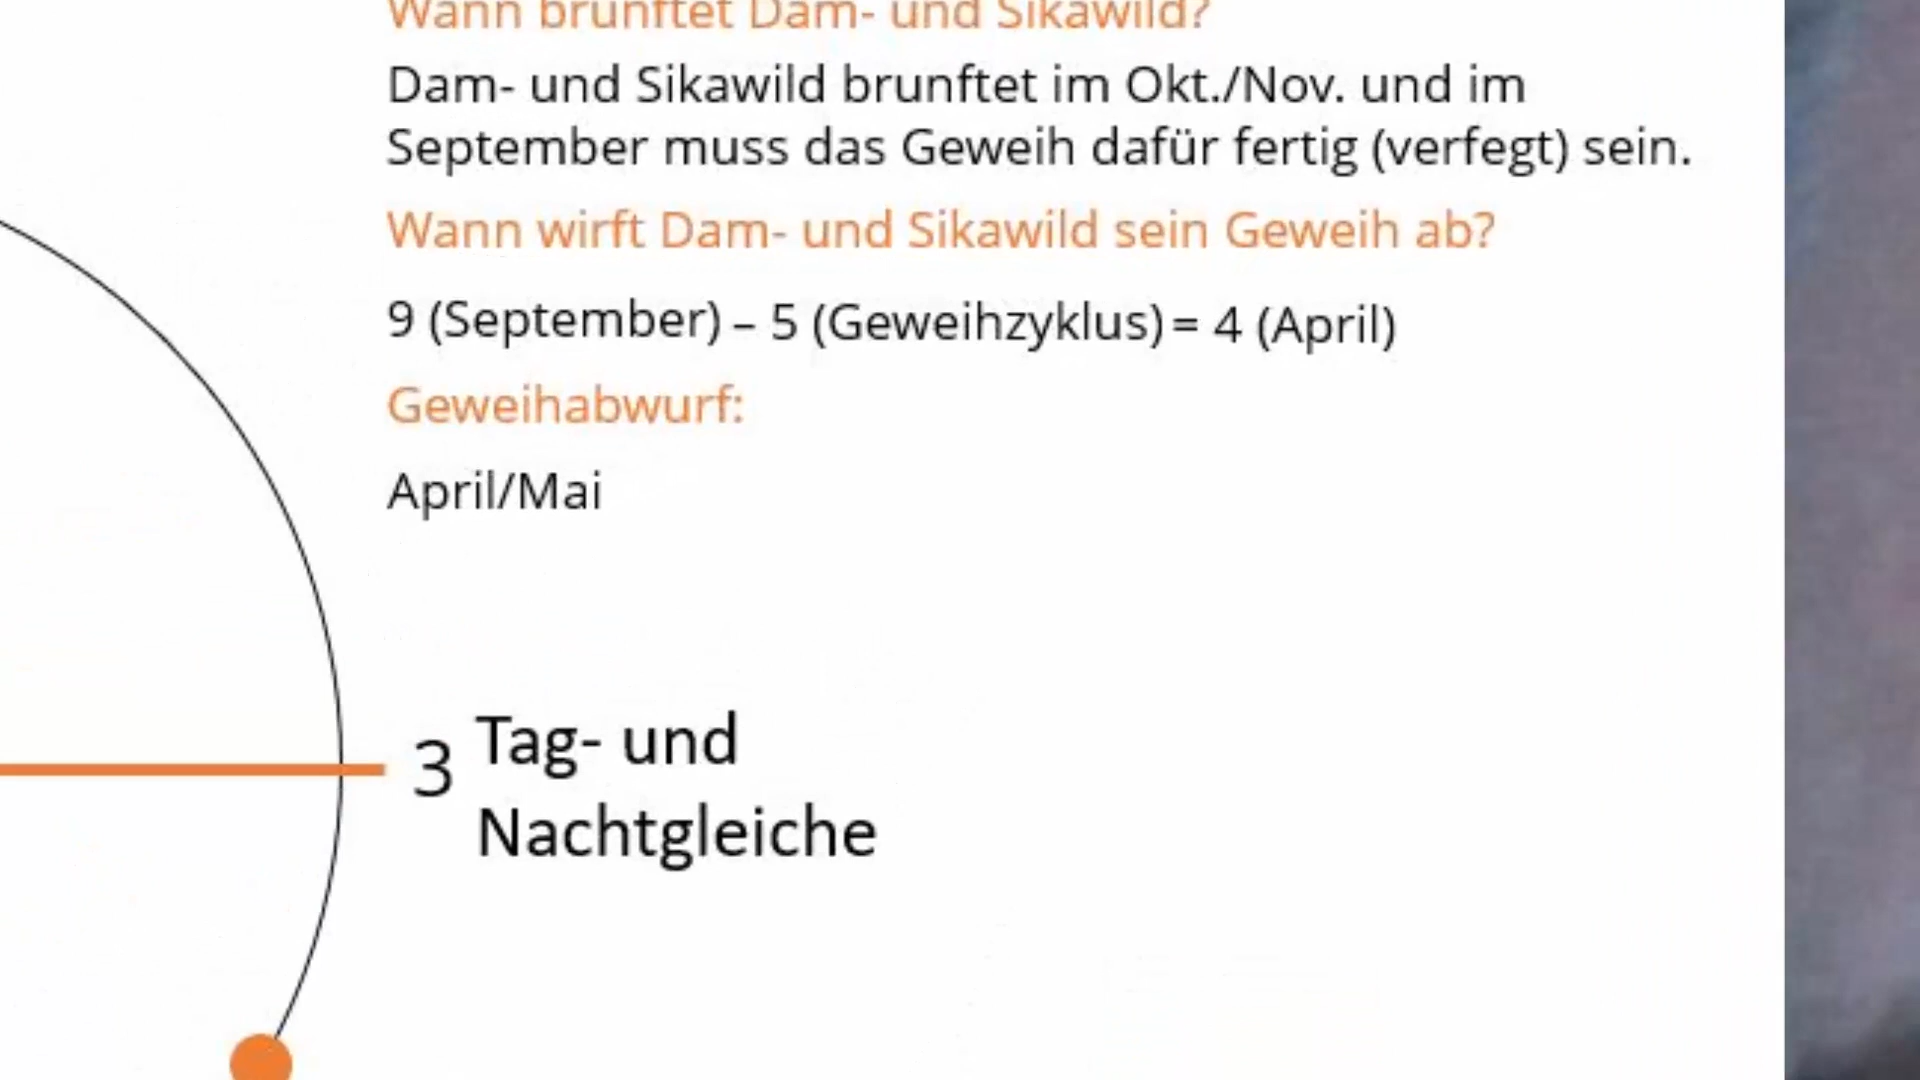 Wann brunftet Dam- und Sikawild?
Dam- und Sikawild brunftet im Okt./Nov. und im
September muss das Geweih dafür fertig (verfegt) sein.
Wann wirft Dam- und Sikawild sein Geweih ab?
9 (September) – 5 (Geweihzyklus) = 4 (April)
Geweihabwurf:
April/Mai
3 Tag- und
Nachtgleiche